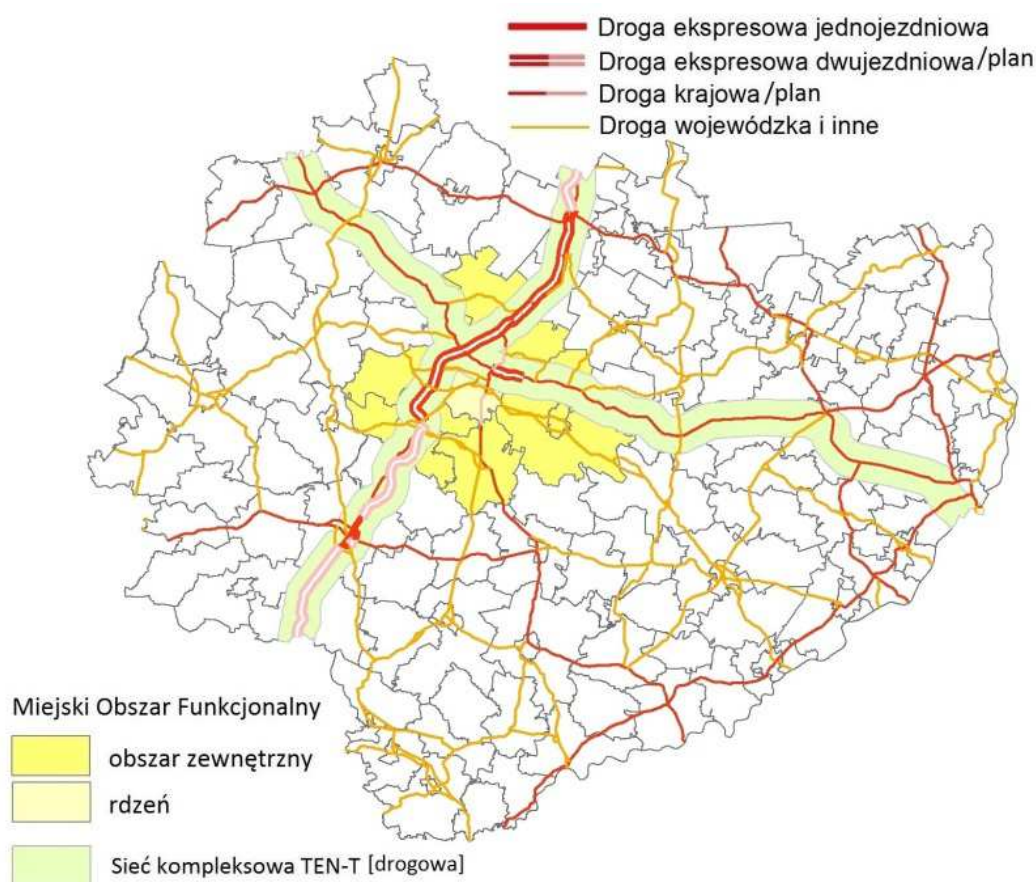 Droga ekspresowa jednojezdniowa
Droga ekspresowa dwujezdniowa/plan
Droga krajowa/plan
Droga wojewódzka i inne
Miejski Obszar Funkcjonalny
obszar zewnętrzny
rdzeń
Sieć kompleksowa TEN-T [drogowa]